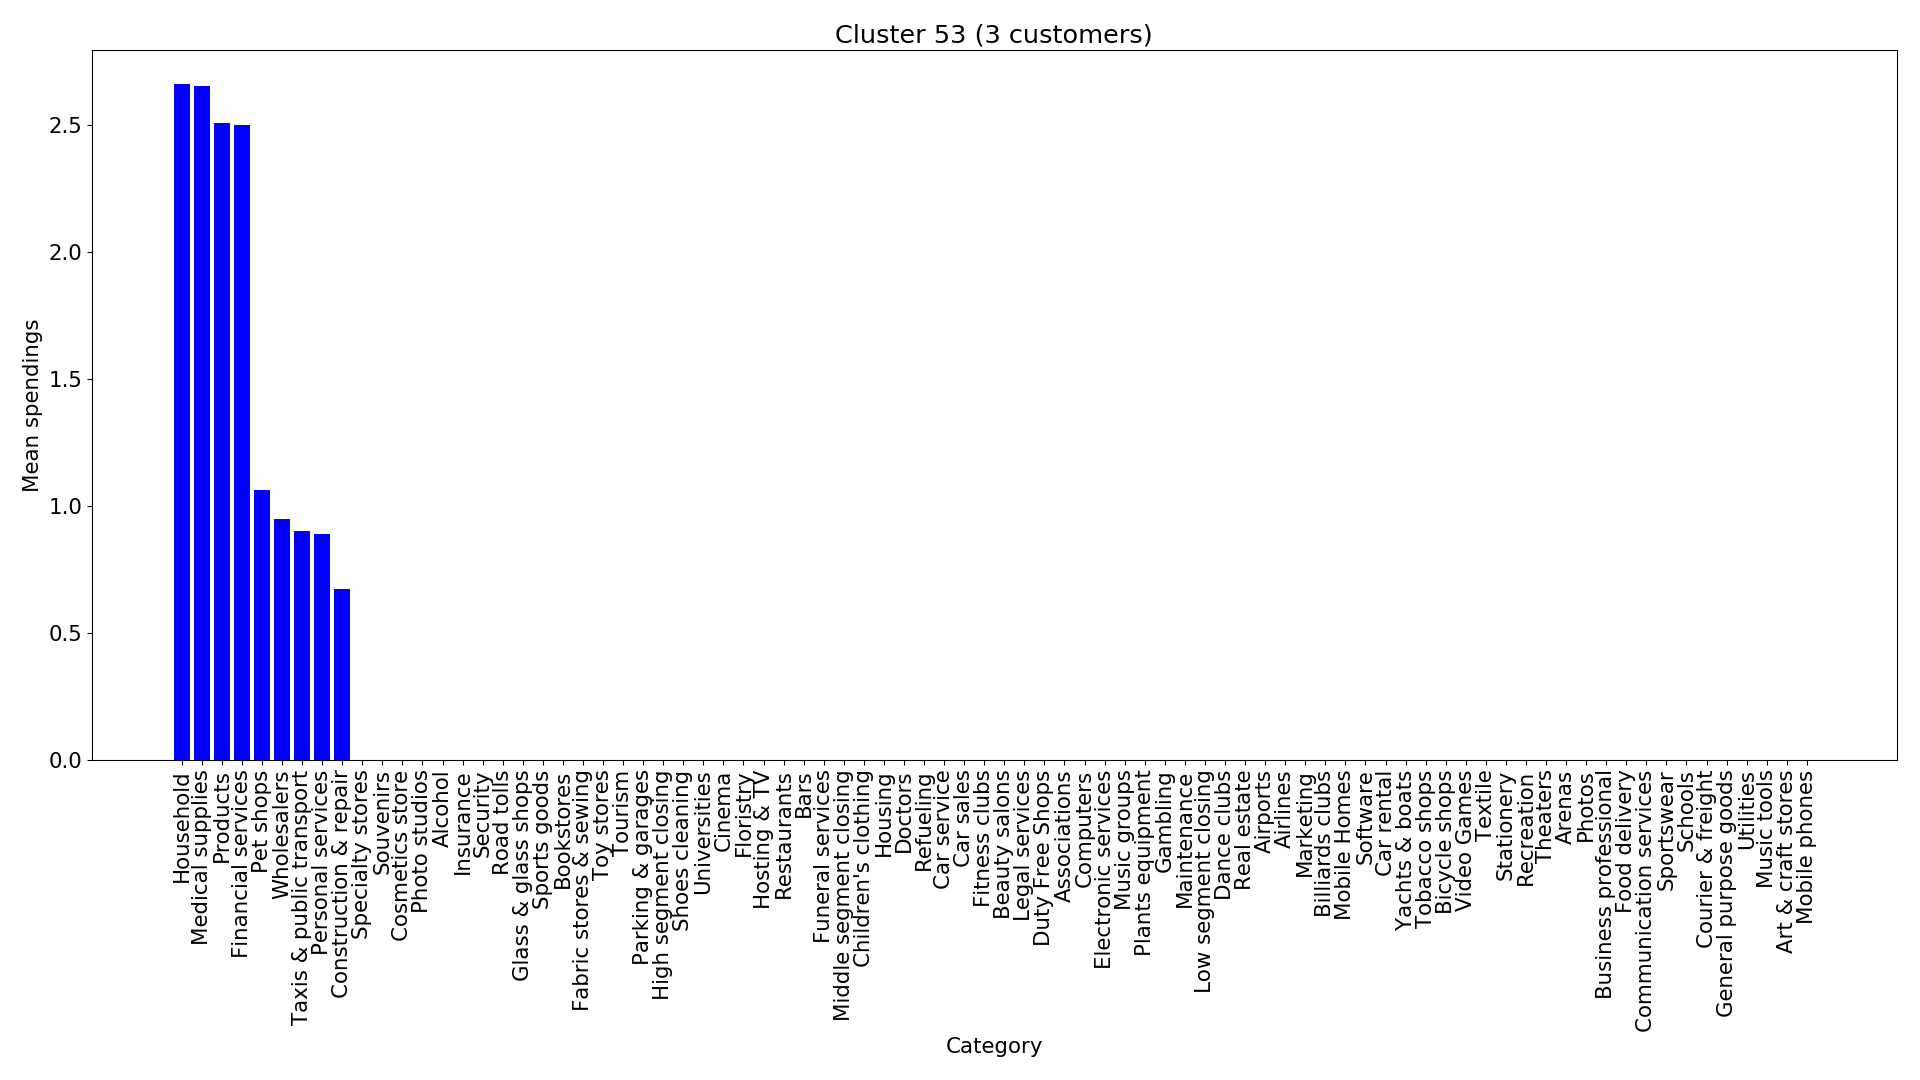 Cluster 53 (3 customers)
Mean spendings
2.5
2.0
1.5
1.0
0.5
0.0
Household
Medical supplies
Products
Financial services
Pet shops
Wholesalers
Taxis & public transport
Personal services
Construction & repair
Specialty stores
Souvenirs
Cosmetics store
Photo studios
Alcohol
Insurance
Security
Road tolls
Glass & glass shops
Sports goods
Bookstores
Fabric stores & sewing
Toy stores
Tourism
Parking & garages
High segment closing
Shoes cleaning
Universities
Cinema
Floristry
Hosting & TV
Restaurants
Bars
Funeral services
Middle segment closing
Children's clothing
Housing
Doctors
Refueling
Car service
Car sales
Fitness clubs
Beauty salons
Legal services
Duty Free Shops
Associations
Computers
Electronic services
Music groups
Plants equipment
Gambling
Maintenance
Low segment closing
Dance clubs
Real estate
Airports
Airlines
Marketing
Billiards clubs
Mobile Homes
Software
Car rental
Yachts & boats
Tobacco shops
Bicycle shops
Video Games
Textile
Stationery
Recreation
Theaters
Arenas
Photos
Business professional
Food delivery
Communication services
Sportswear
Schools
Courier & freight
General purpose goods
Utilities
Music tools
Art & craft stores
Mobile phones
Category